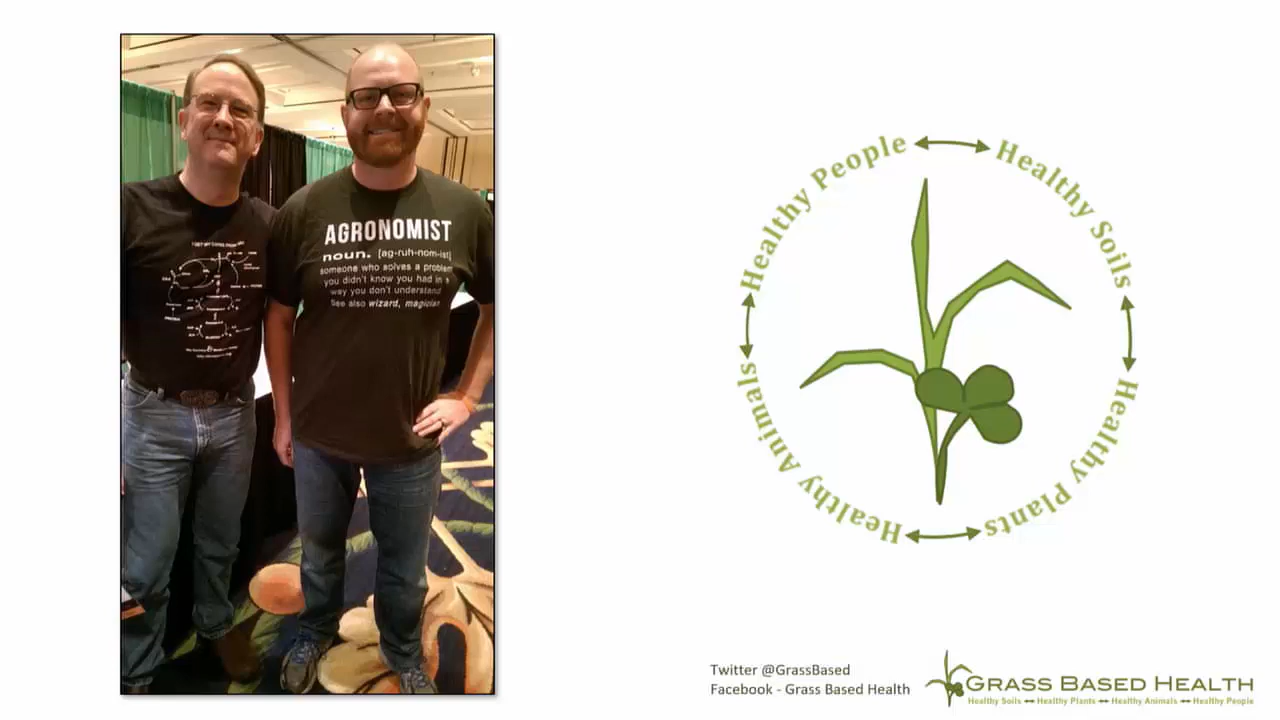 AGRONOMIST
noun. [ag-ruh-nom-ist]
someone who solves a problem
you didn't know you had in a
way you don't understand
See also wizard, magician
Healthy People
Healthy Soils
Healthy Plants
Healthy Animals
Twitter @GrassBased
Facebook - Grass Based Health
GRASS BASED HEALTH
Healthy Soils ↔ Healthy Plants ↔ Healthy Animals ↔ Healthy People